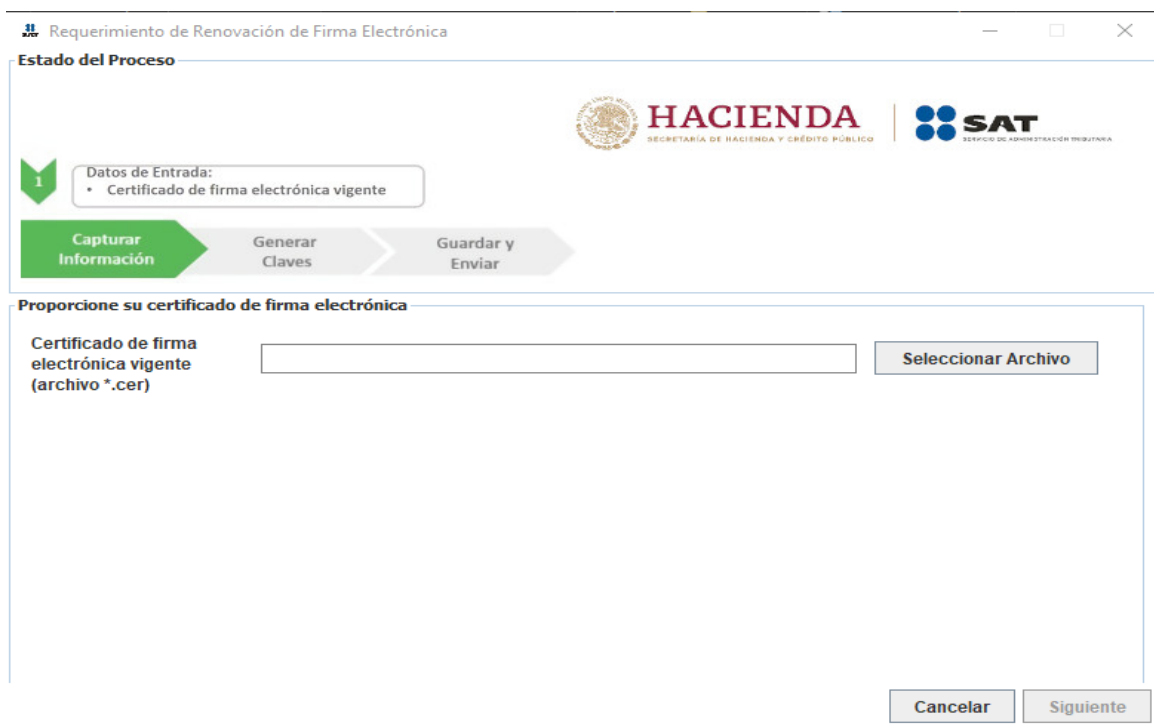 Requerimiento de Renovación de Firma Electrónica
Estado del Proceso
HACIENDA
SECRETARÍA DE HACIENDA Y CRÉDITO PÚBLICO
SAT
SERVICIO DE ADMINISTRACIÓN TRIBUTARIA
1
Datos de Entrada:
• Certificado de firma electrónica vigente
Capturar
Información
Generar
Claves
Guardar y
Enviar
Proporcione su certificado de firma electrónica
Certificado de firma
electrónica vigente
(archivo *.cer)
Seleccionar Archivo
Cancelar
Siguiente